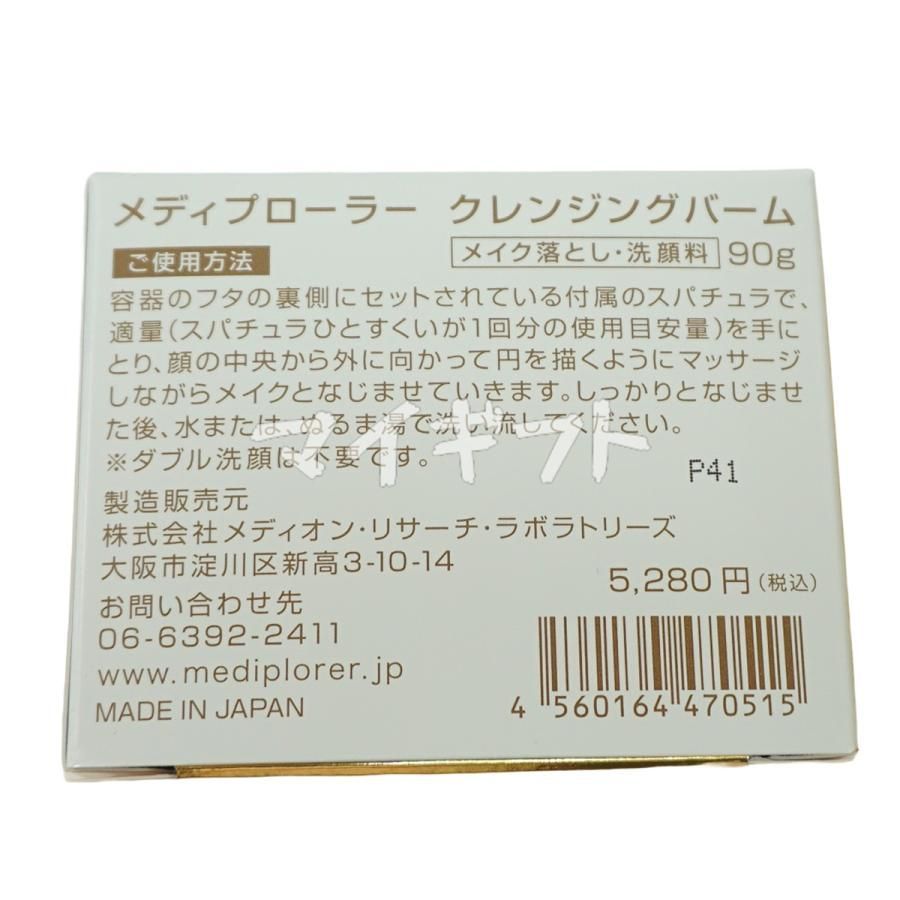 メディプローラー クレンジングバーム
ご使用方法 メイク落とし・洗顔料 90g
容器のフタの裏側にセットされている付属のスパチュラで、
適量(スパチュラひとすくいが1回分の使用目安量)を手に
とり、顔の中央から外に向かって円を描くようにマッサージ
しながらメイクとなじませていきます。しっかりとなじませ
た後、水または、ぬるま湯で洗い流してください。
マイギフト
※ダブル洗顔は不要です。
P41
製造販売元
株式会社メディオン・リサーチ・ラボラトリーズ
大阪市淀川区新高3-10-14
5,280円(税込)
お問い合わせ先
06-6392-2411
www.mediplorer.jp
MADE IN JAPAN
4 560164 470515